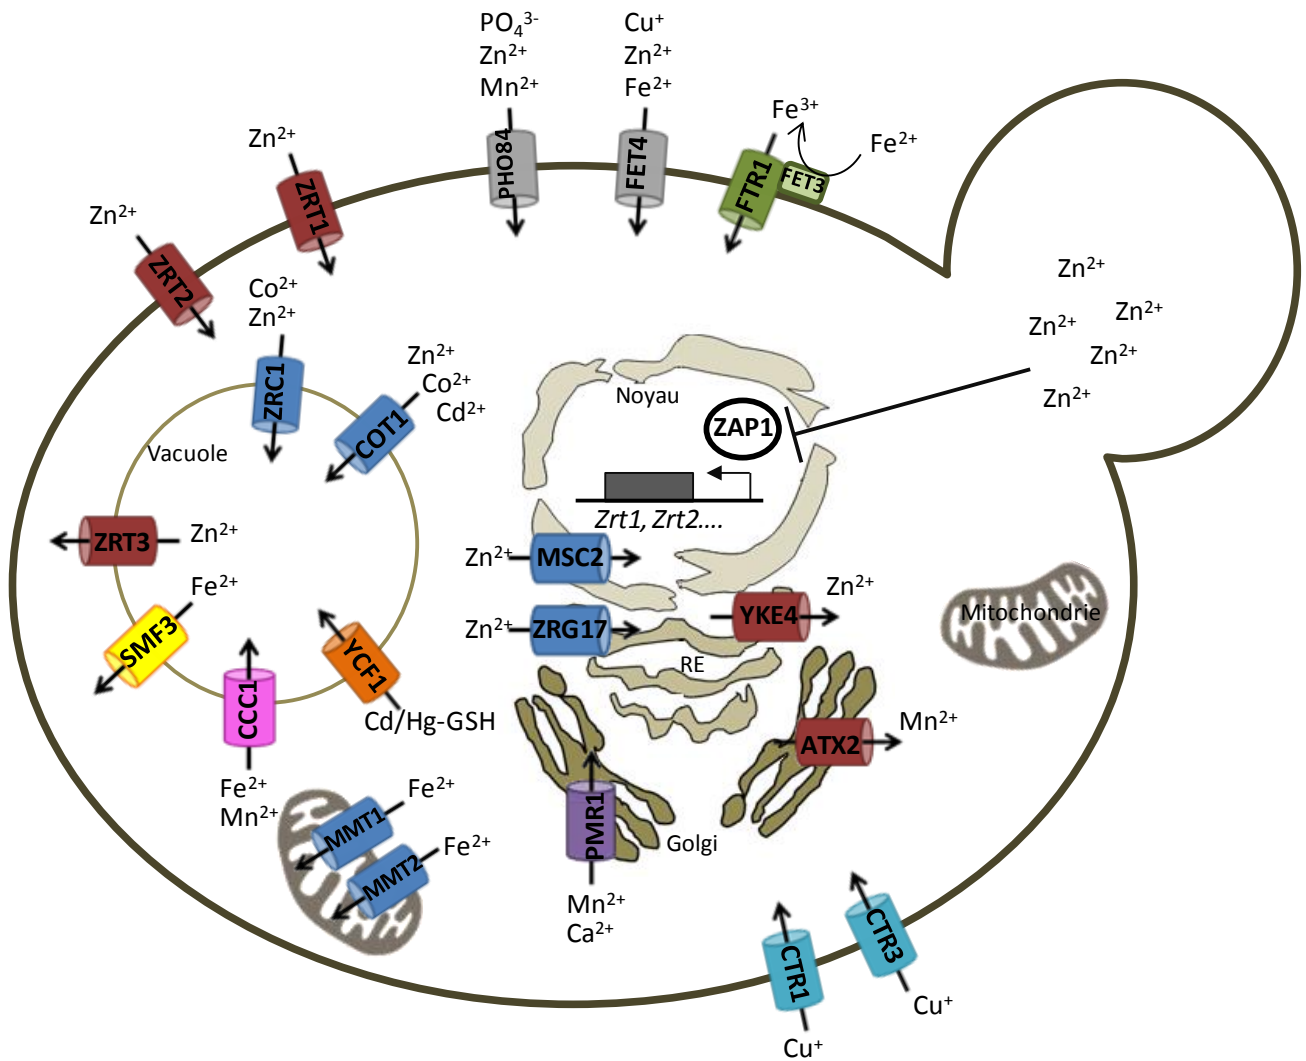 PO₄³⁻
Zn²⁺
Mn²⁺
PHO84
Cu⁺
Zn²⁺
Fe²⁺
FET4
Fe³⁺
Fe²⁺
FTR1
FET3
Zn²⁺
ZRT1
Zn²⁺
ZRT2
Co²⁺
Zn²⁺
ZRC1
Zn²⁺
Co²⁺
Cd²⁺
COT1
Vacuole
ZRT3
Zn²⁺
Fe²⁺
SMF3
CCC1
Fe²⁺
Mn²⁺
YCF1
Cd/Hg-GSH
Noyau
ZAP1
Zrt1, Zrt2....
Zn²⁺
Zn²⁺
Zn²⁺
Zn²⁺
Zn²⁺
Zn²⁺
MSC2
Zn²⁺
ZRG17
YKE4
Zn²⁺
RE
Mitochondrie
ATX2
Mn²⁺
MMT1
Fe²⁺
MMT2
Fe²⁺
PMR1
Golgi
Mn²⁺
Ca²⁺
CTR1
Cu⁺
CTR3
Cu⁺